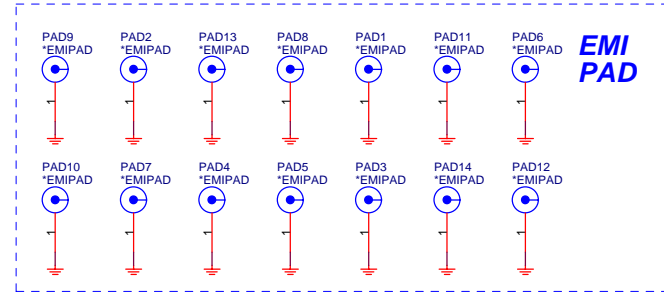 PAD9 PAD2 PAD13 PAD8 PAD1 PAD11 PAD6
*EMIPAD *EMIPAD *EMIPAD *EMIPAD *EMIPAD *EMIPAD *EMIPAD
EMI
PAD
1 1 1 1 1 1 1
PAD10 PAD7 PAD4 PAD5 PAD3 PAD14 PAD12
*EMIPAD *EMIPAD *EMIPAD *EMIPAD *EMIPAD *EMIPAD *EMIPAD
1 1 1 1 1 1 1